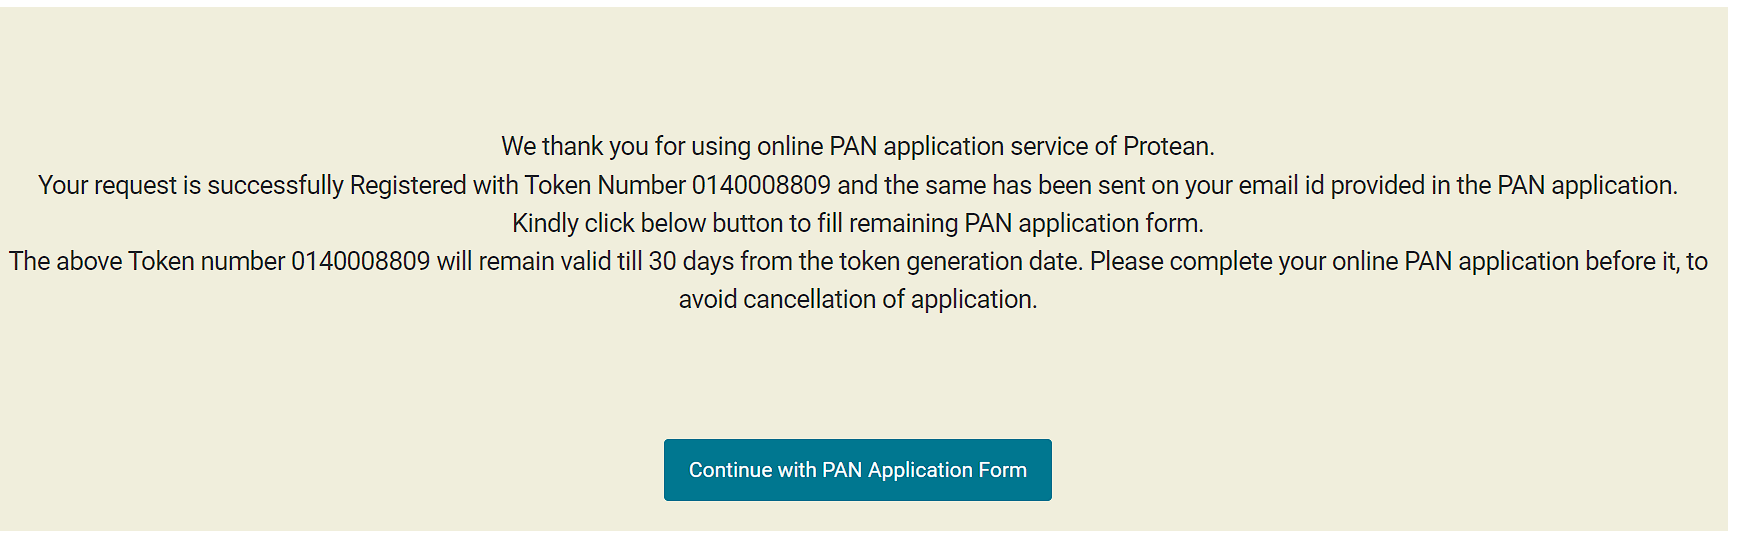 We thank you for using online PAN application service of Protean.
Your request is successfully Registered with Token Number 0140008809 and the same has been sent on your email id provided in the PAN application.
Kindly click below button to fill remaining PAN application form.
The above Token number 0140008809 will remain valid till 30 days from the token generation date. Please complete your online PAN application before it, to
avoid cancellation of application.
Continue with PAN Application Form